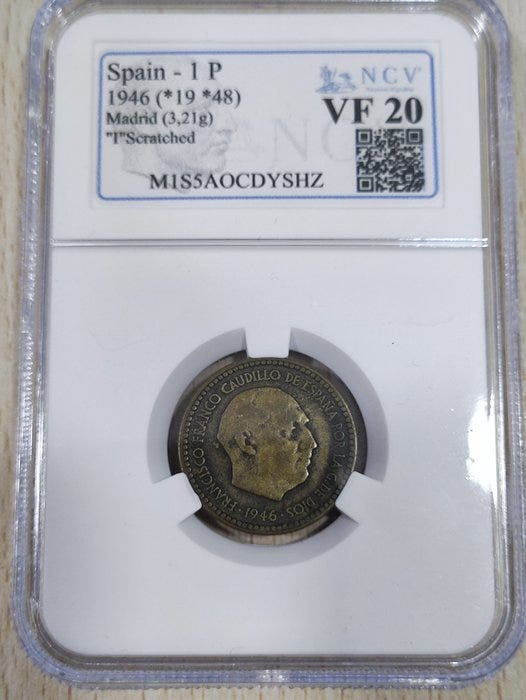 Spain - 1 P
1946 (*19 *48)
Madrid (3,21g)
"I"Scratched
NCV
VF 20
M1S5AOCDYSHZ
FRANCISCO FRANCO CAUDILLO DE ESPAÑA POR LA G. DE DIOS
· 1946 ·